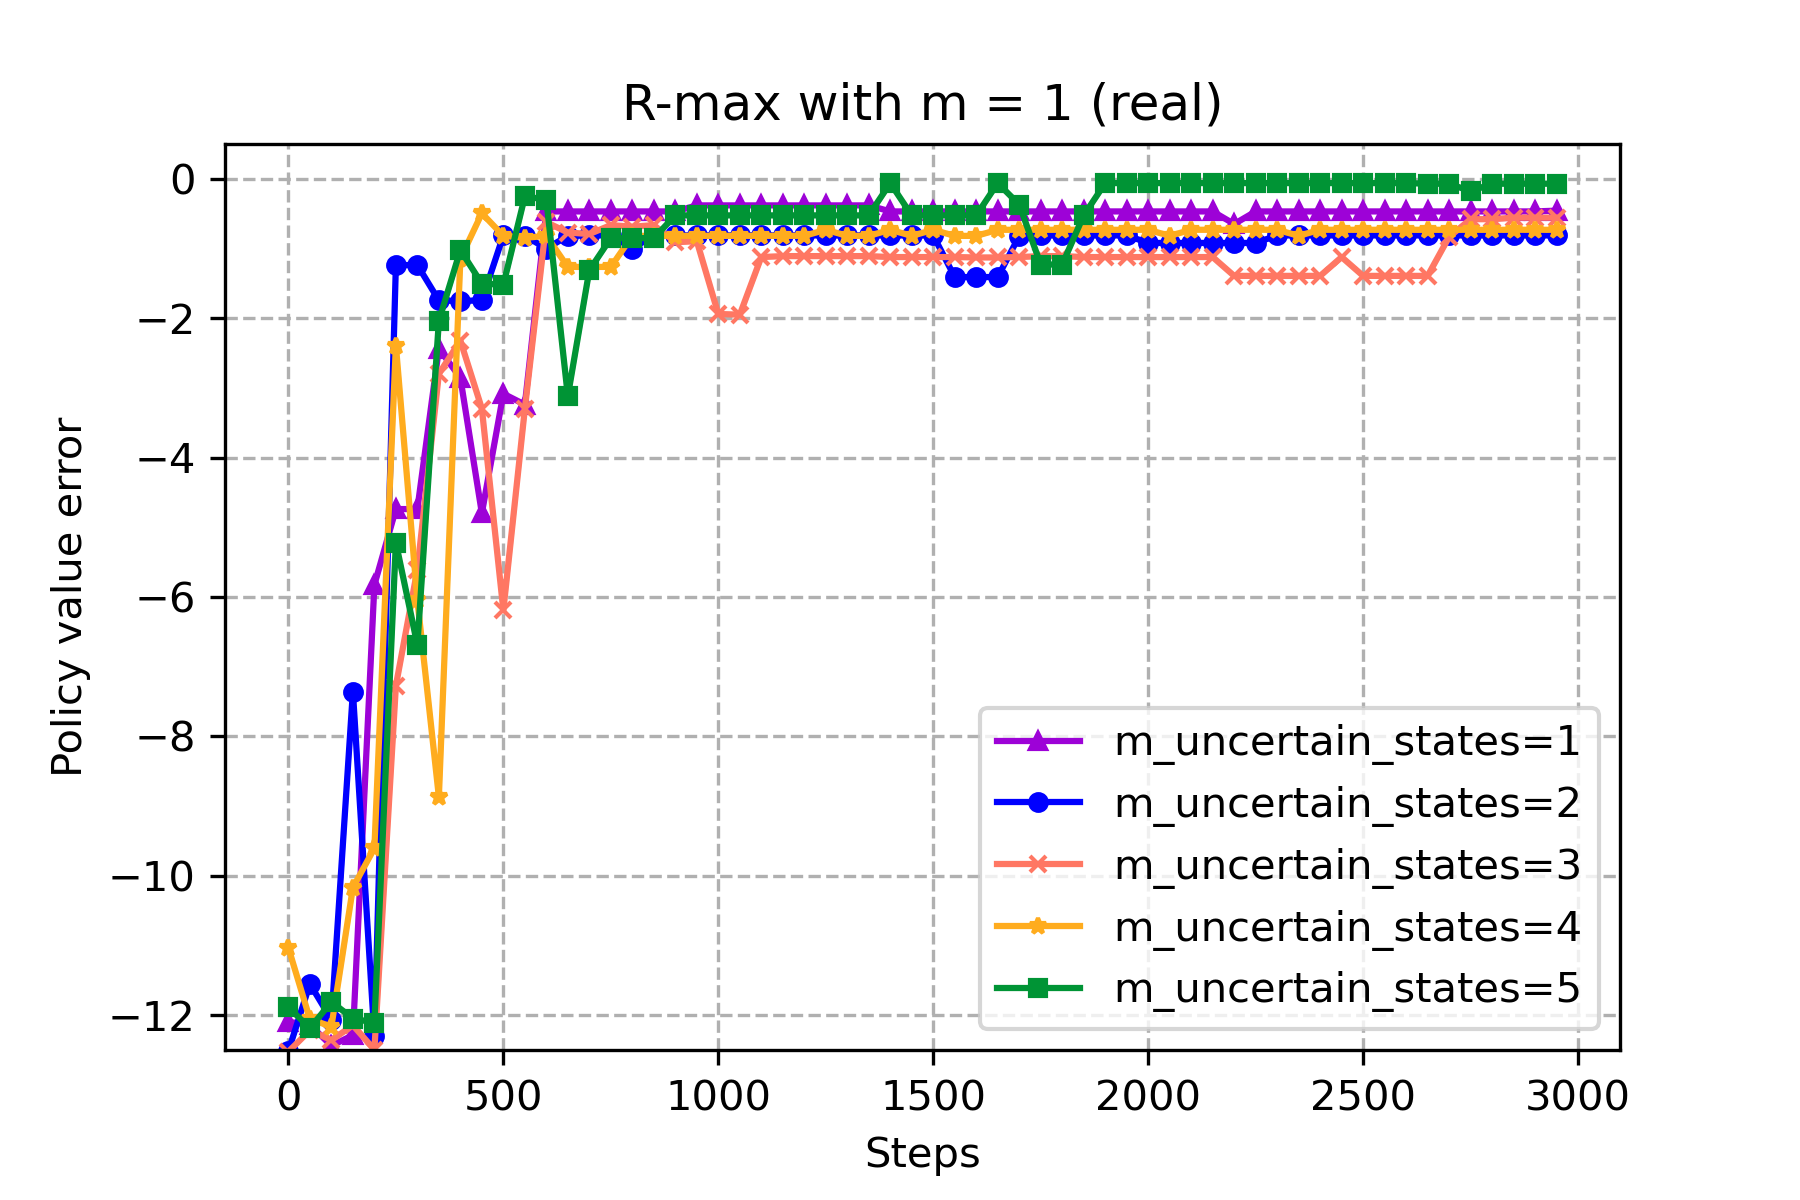 R-max with m = 1 (real)
Policy value error
0
−2
−4
−6
−8
−10
−12
m_uncertain_states=1
m_uncertain_states=2
m_uncertain_states=3
m_uncertain_states=4
m_uncertain_states=5
0 500 1000 1500 2000 2500 3000
Steps